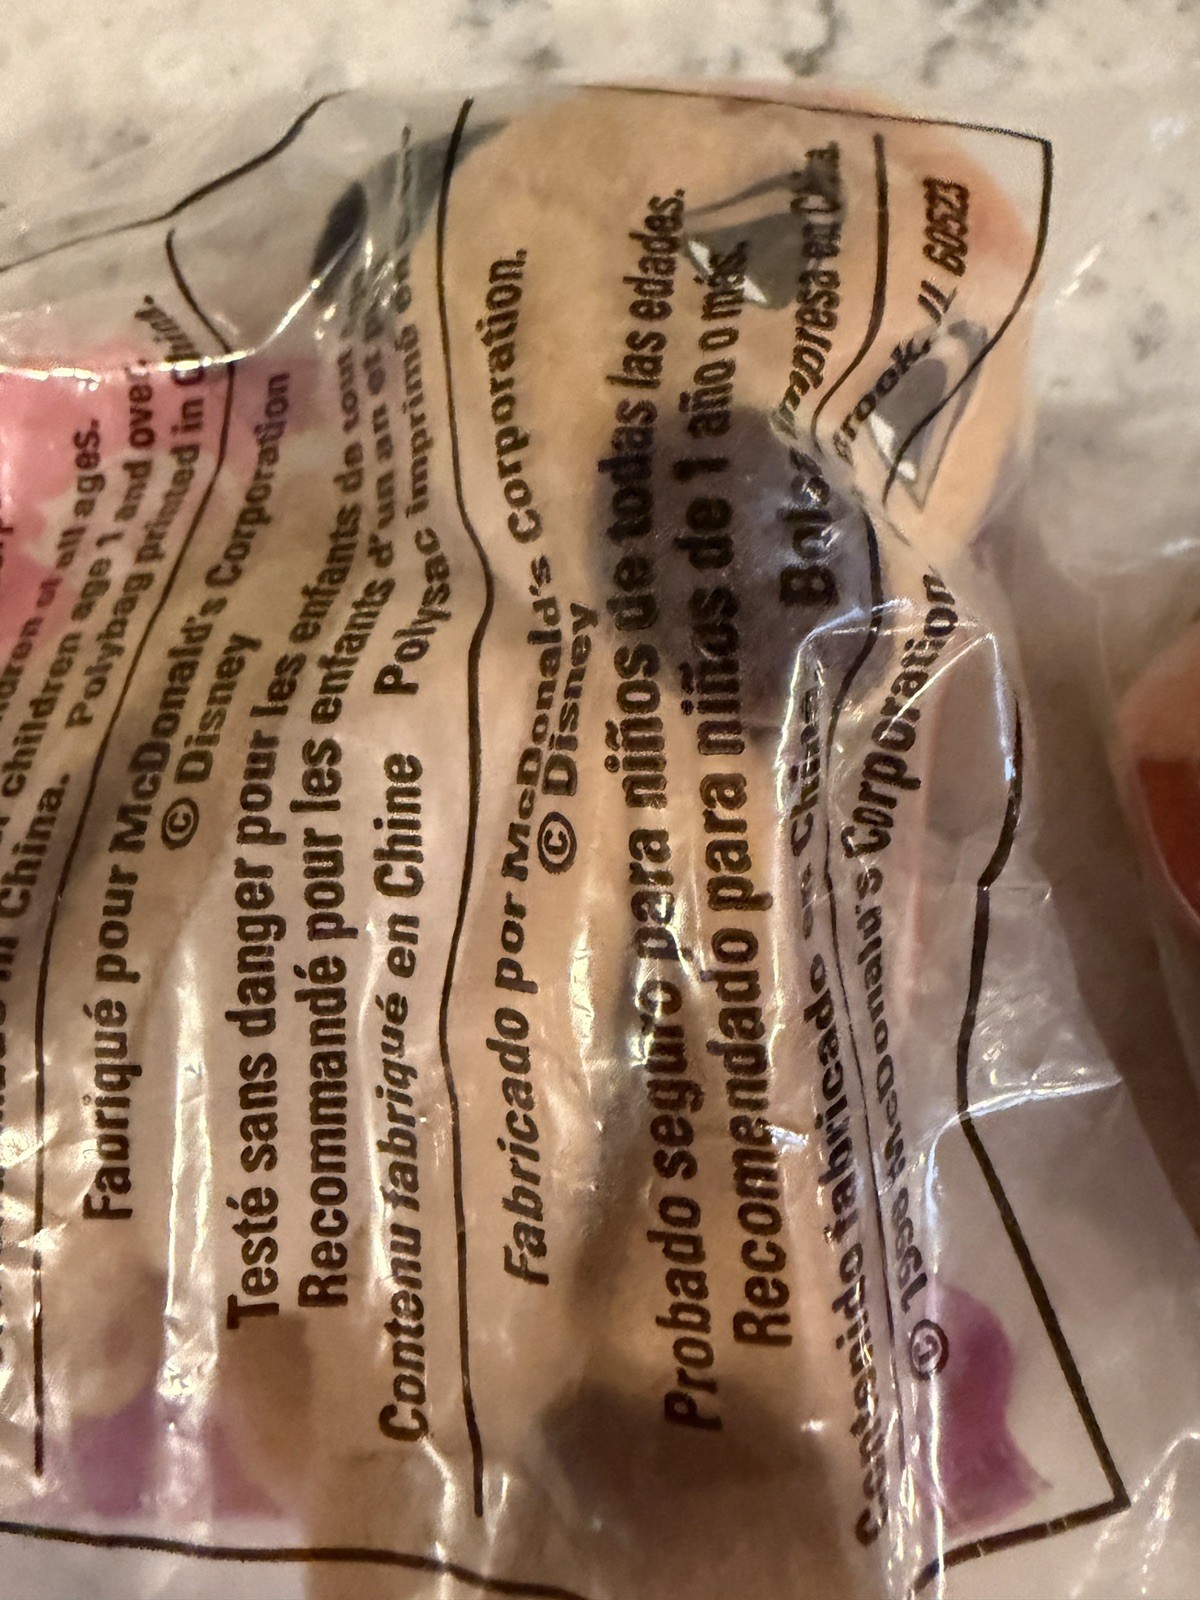 children of all ages.
children age 1 and over.
in China. Polybag printed in China.
Fabriqué pour McDonald's Corporation
© Disney
Testé sans danger pour les enfants de tout
Recommandé pour les enfants d'un an et
Contenu fabriqué en Chine Polysac imprimé en
Fabricado por McDonald's Corporation.
© Disney
Probado seguro para niños de todas las edades.
Recomendado para niños de 1 año o más.
Contenido fabricado en China. Bolsa impresa en China.
© 1998 McDonald's Corporation Brook, IL 60523